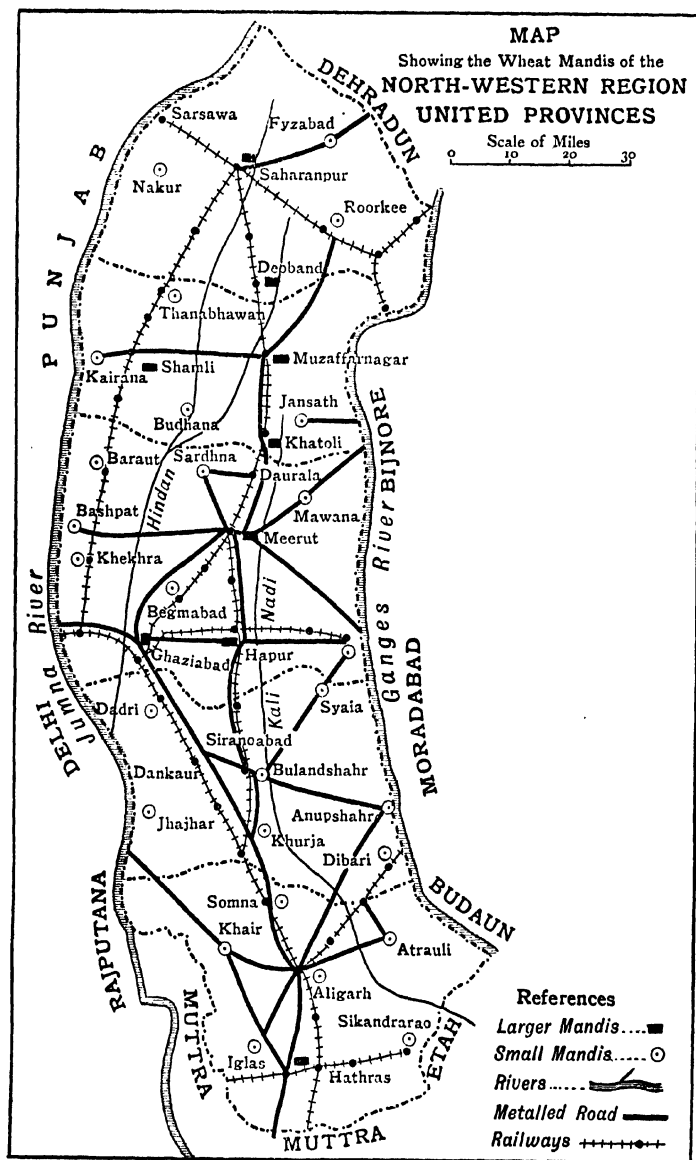 MAP
Showing the Wheat Mandis of the
NORTH-WESTERN REGION
UNITED PROVINCES
Scale of Miles
0 10 20 30
DEHRADUN
Sarsawa
Fyzabad
PUNJAB
Nakur
Saharanpur
Roorkee
Deoband
Thanabhawan
Kairana
Shamli
Muzaffarnagar
Jansath
Budhana
Khatoli
Baraut
Sardhna
Daurala
Hindan
Mawana
BIJNORE
Bashpat
Meerut
Khekhra
Ganges River
Begmabad
Nadi
Jumna River
Ghaziabad
Hapur
DELHI
MORADABAD
Dadri
Kali
Syaia
Siranoabad
Dankaur
Bulandshahr
Jhajhar
Anupshahr
Khurja
Dibari
RAJPUTANA
Somna
BUDAUN
Khair
Atrauli
MUTTRA
Aligarh
Sikandrarao
ETAH
Iglas
Hathras
MUTTRA
References
Larger Mandis....
Small Mandis......
Rivers......
Metalled Road
Railways